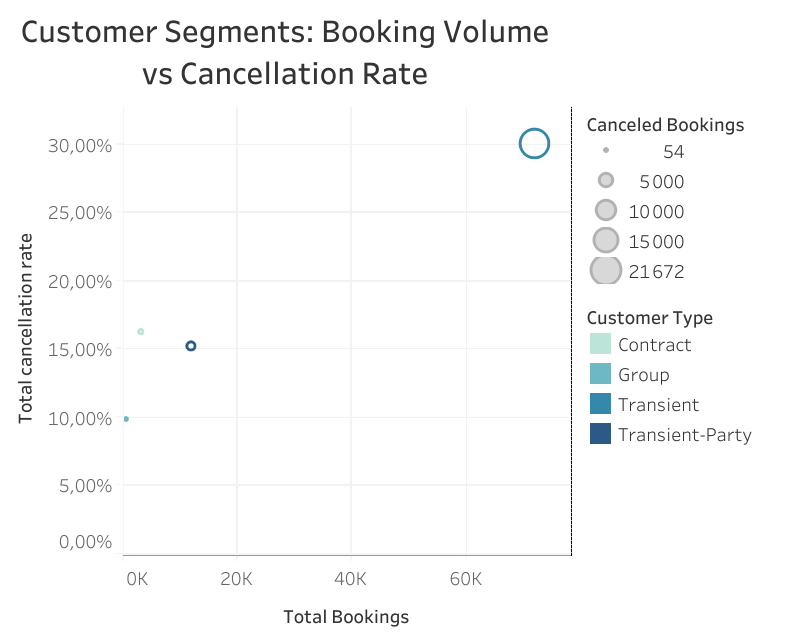 Customer Segments: Booking Volume
vs Cancellation Rate
Total cancellation rate
30,00%
25,00%
20,00%
15,00%
10,00%
5,00%
0,00%
0K 20K 40K 60K
Total Bookings
Canceled Bookings
54
5 000
10 000
15 000
21 672
Customer Type
Contract
Group
Transient
Transient-Party